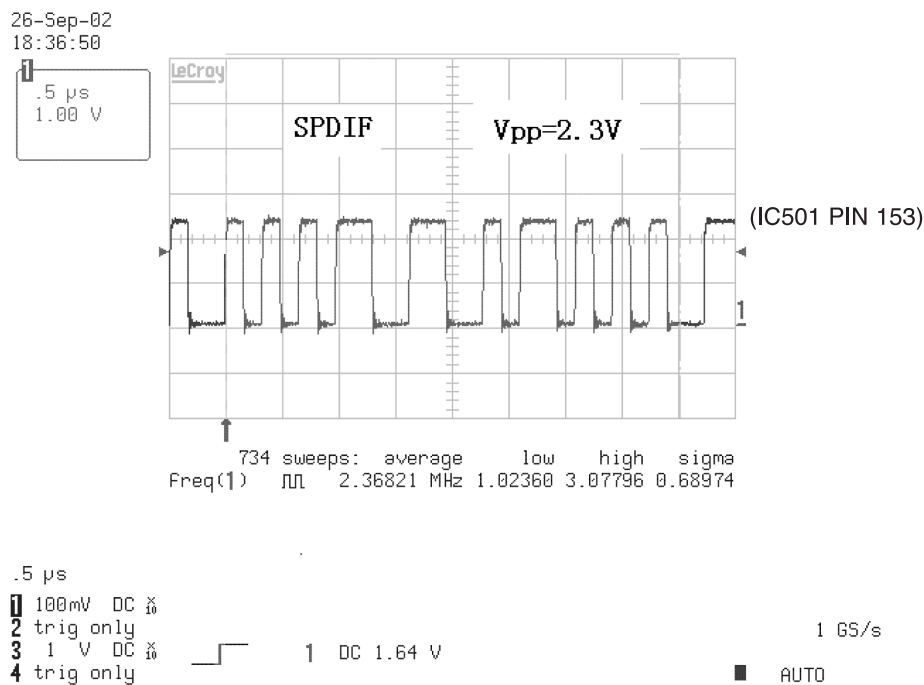 26-Sep-02
18:36:50
1
.5 µs
1.00 V
LeCroy
SPDIF Vpp=2.3V
(IC501 PIN 153)
1
734 sweeps: average low high sigma
Freq(1) 2.36821 MHz 1.02360 3.07796 0.68974
.5 µs
1 100mV DC X10
2 trig only
3 1 V DC X10
4 trig only
1 DC 1.64 V
1 GS/s
AUTO